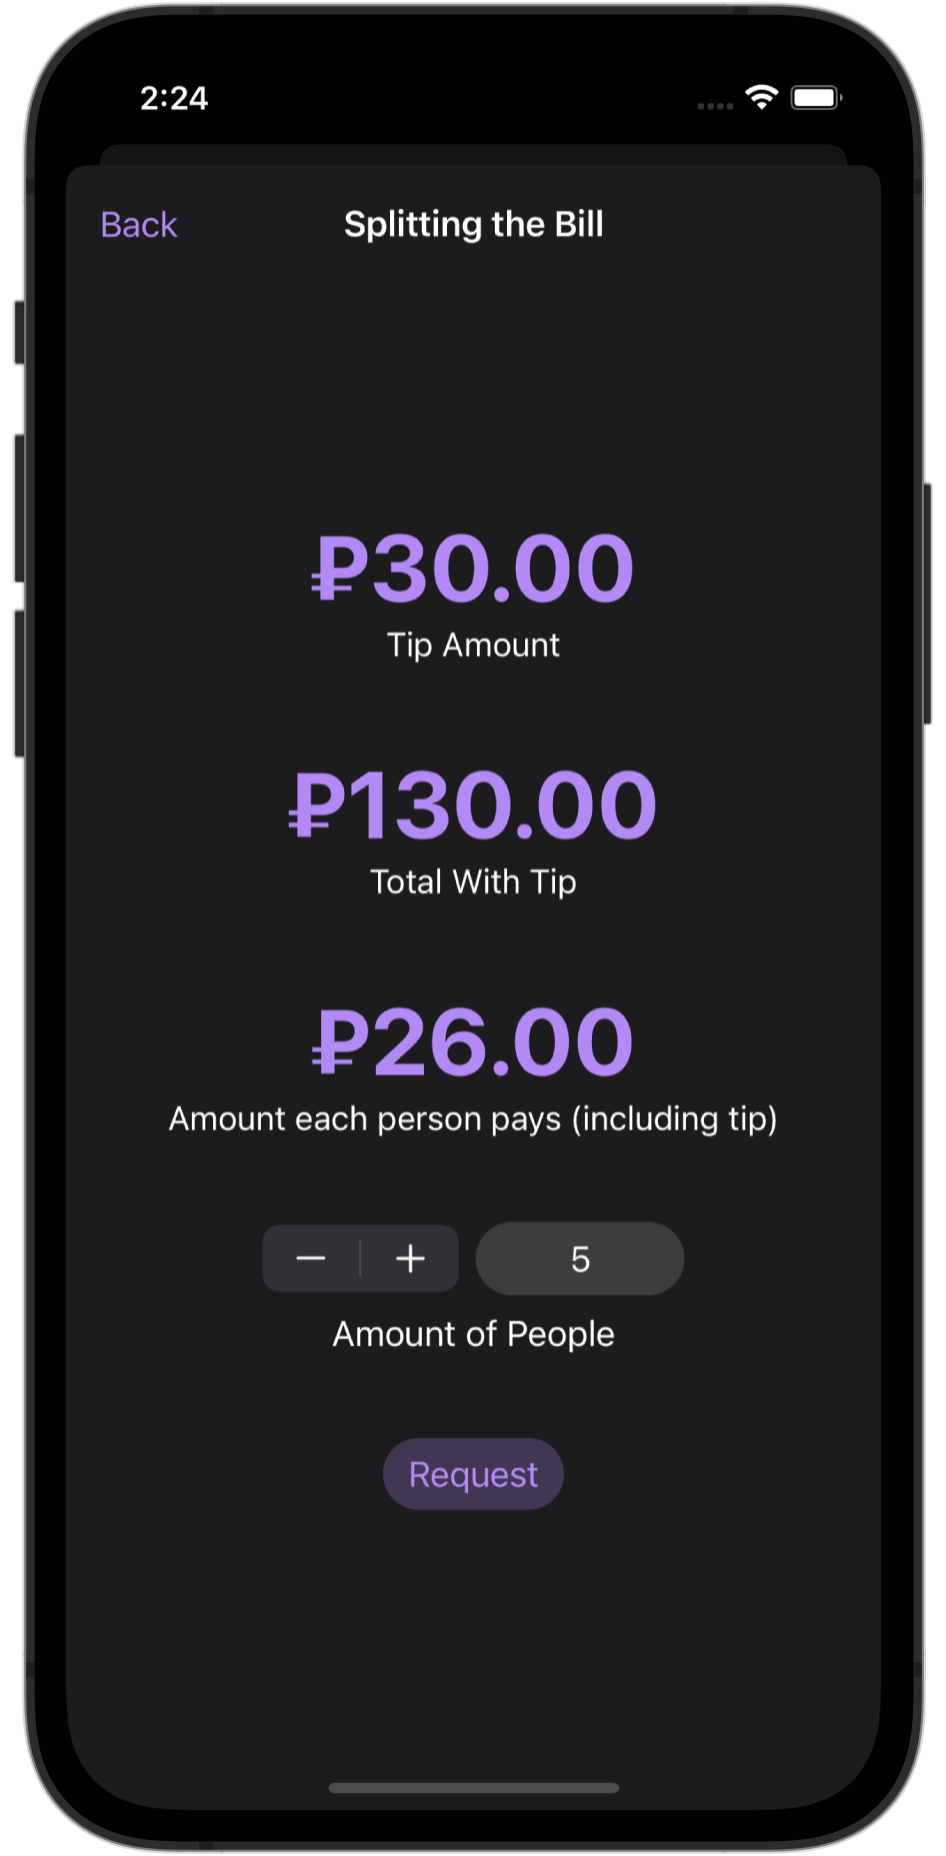 2:24
Back
Splitting the Bill
₽30.00
Tip Amount
₽130.00
Total With Tip
₽26.00
Amount each person pays (including tip)
− + 5
Amount of People
Request